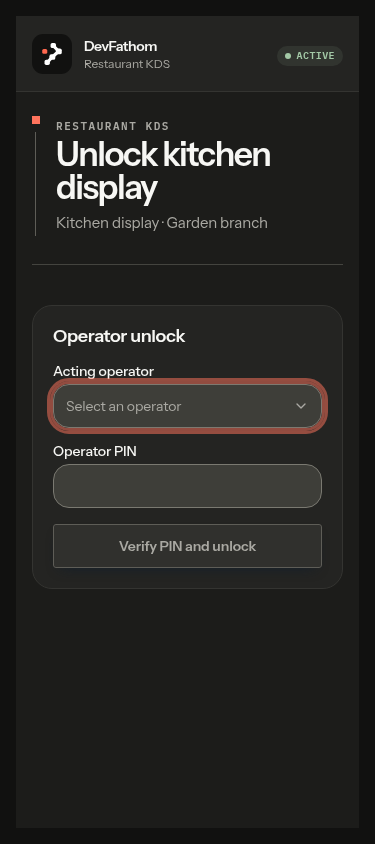 DevFathom
Restaurant KDS
ACTIVE
RESTAURANT KDS
Unlock kitchen
display
Kitchen display · Garden branch
Operator unlock
Acting operator
Select an operator
Operator PIN
Verify PIN and unlock